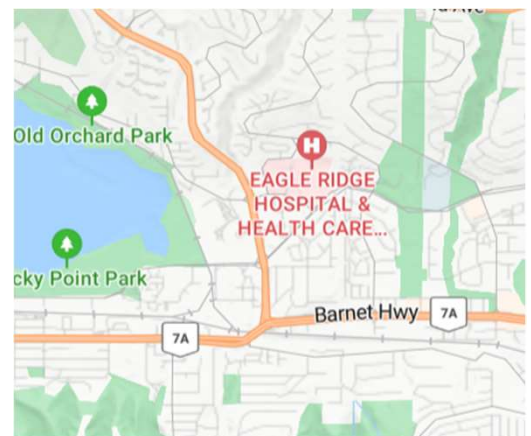 Old Orchard Park
EAGLE RIDGE
HOSPITAL &
HEALTH CARE...
cky Point Park
Barnet Hwy
7A
7A